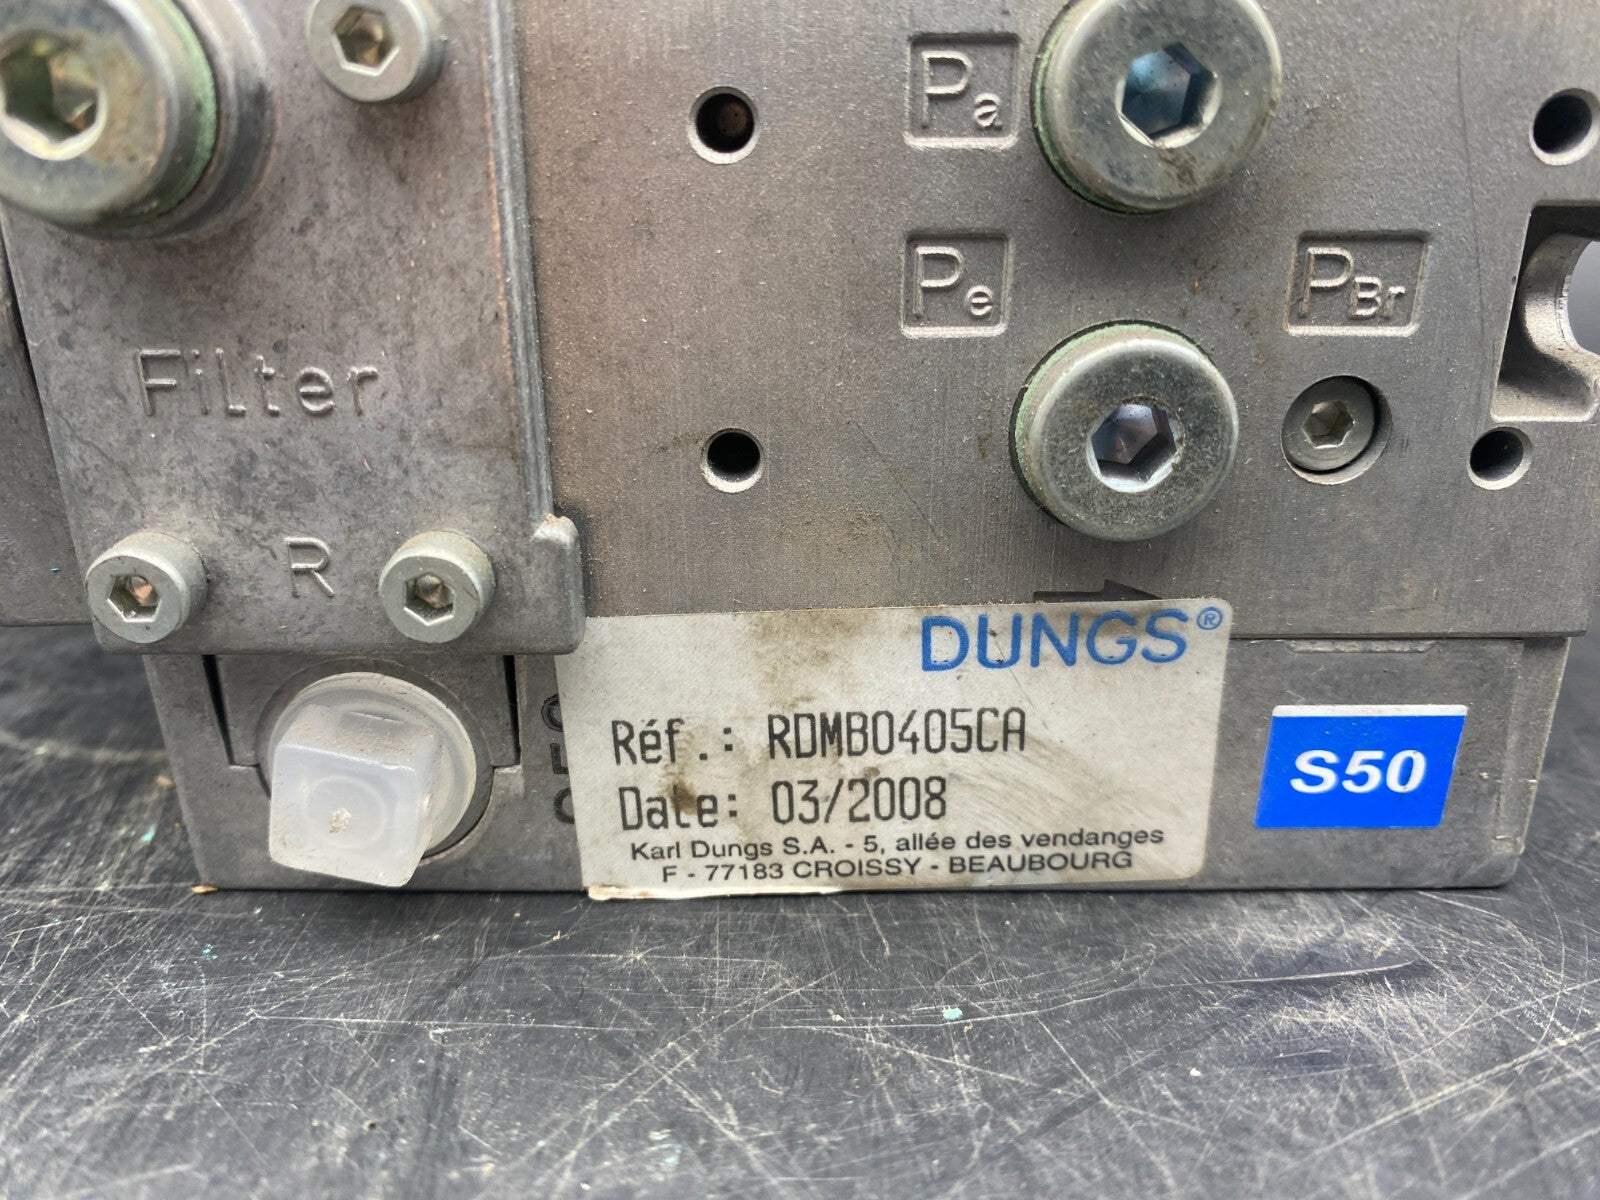 Pa
Pe
PBr
Filter
R
DUNGS®
Réf.: RDMB0405CA
Date: 03/2008
Karl Dungs S.A. - 5, allée des vendanges
F - 77183 CROISSY - BEAUBOURG
S50